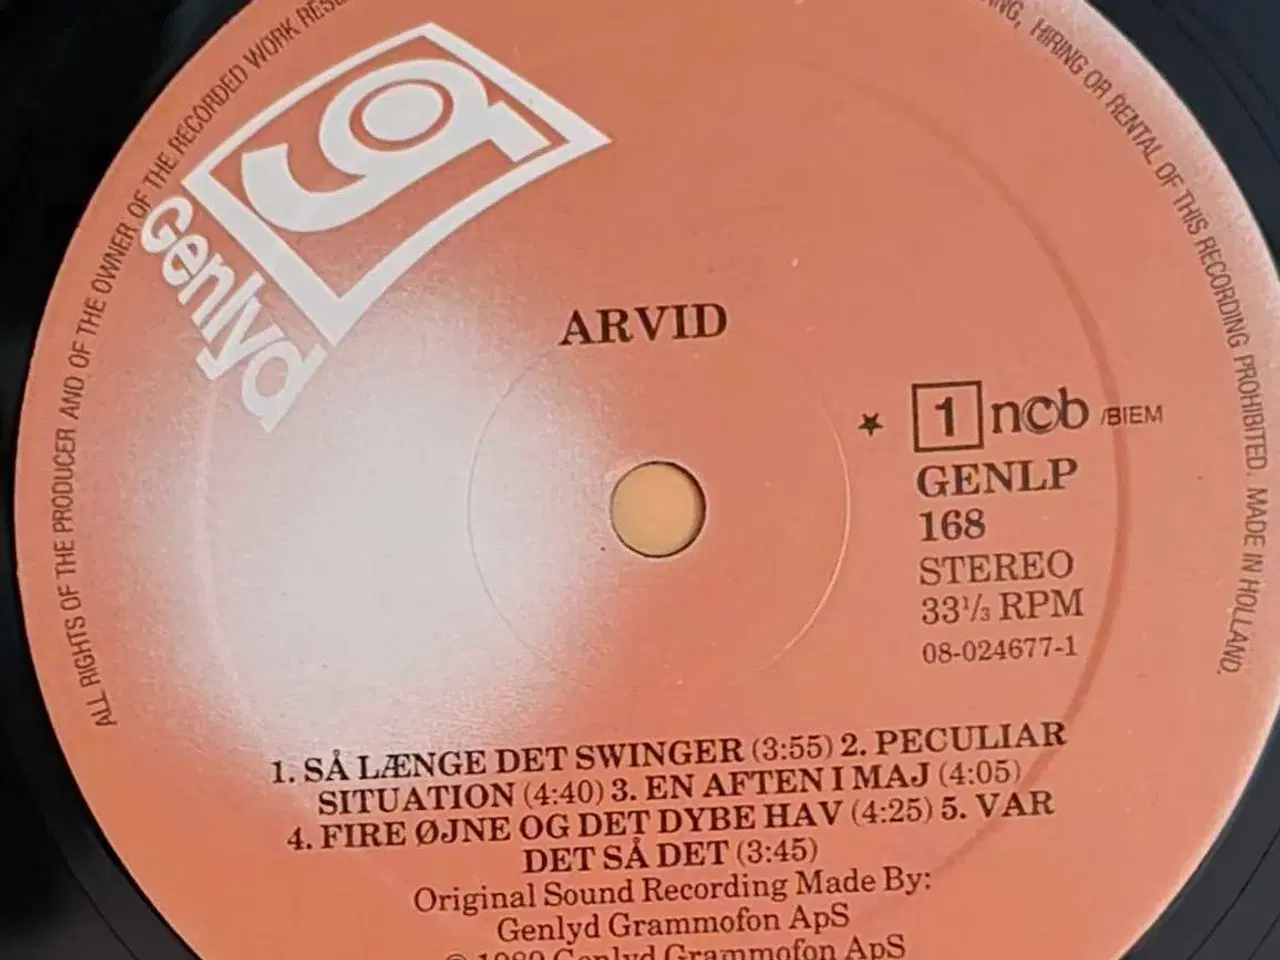 ALL RIGHTS OF THE PRODUCER AND OF THE OWNER OF THE RECORDED WORK
HIRING OR RENTAL OF THIS RECORDING PROHIBITED. MADE IN HOLLAND.
g
Genlyd
ARVID
1 ncb /BIEM
GENLP
168
STEREO
33⅓ RPM
08-024677-1
1. SÅ LÆNGE DET SWINGER (3:55) 2. PECULIAR
SITUATION (4:40) 3. EN AFTEN I MAJ (4:05)
4. FIRE ØJNE OG DET DYBE HAV (4:25) 5. VAR
DET SÅ DET (3:45)
Original Sound Recording Made By:
Genlyd Grammofon ApS
Genlyd Grammofon ApS